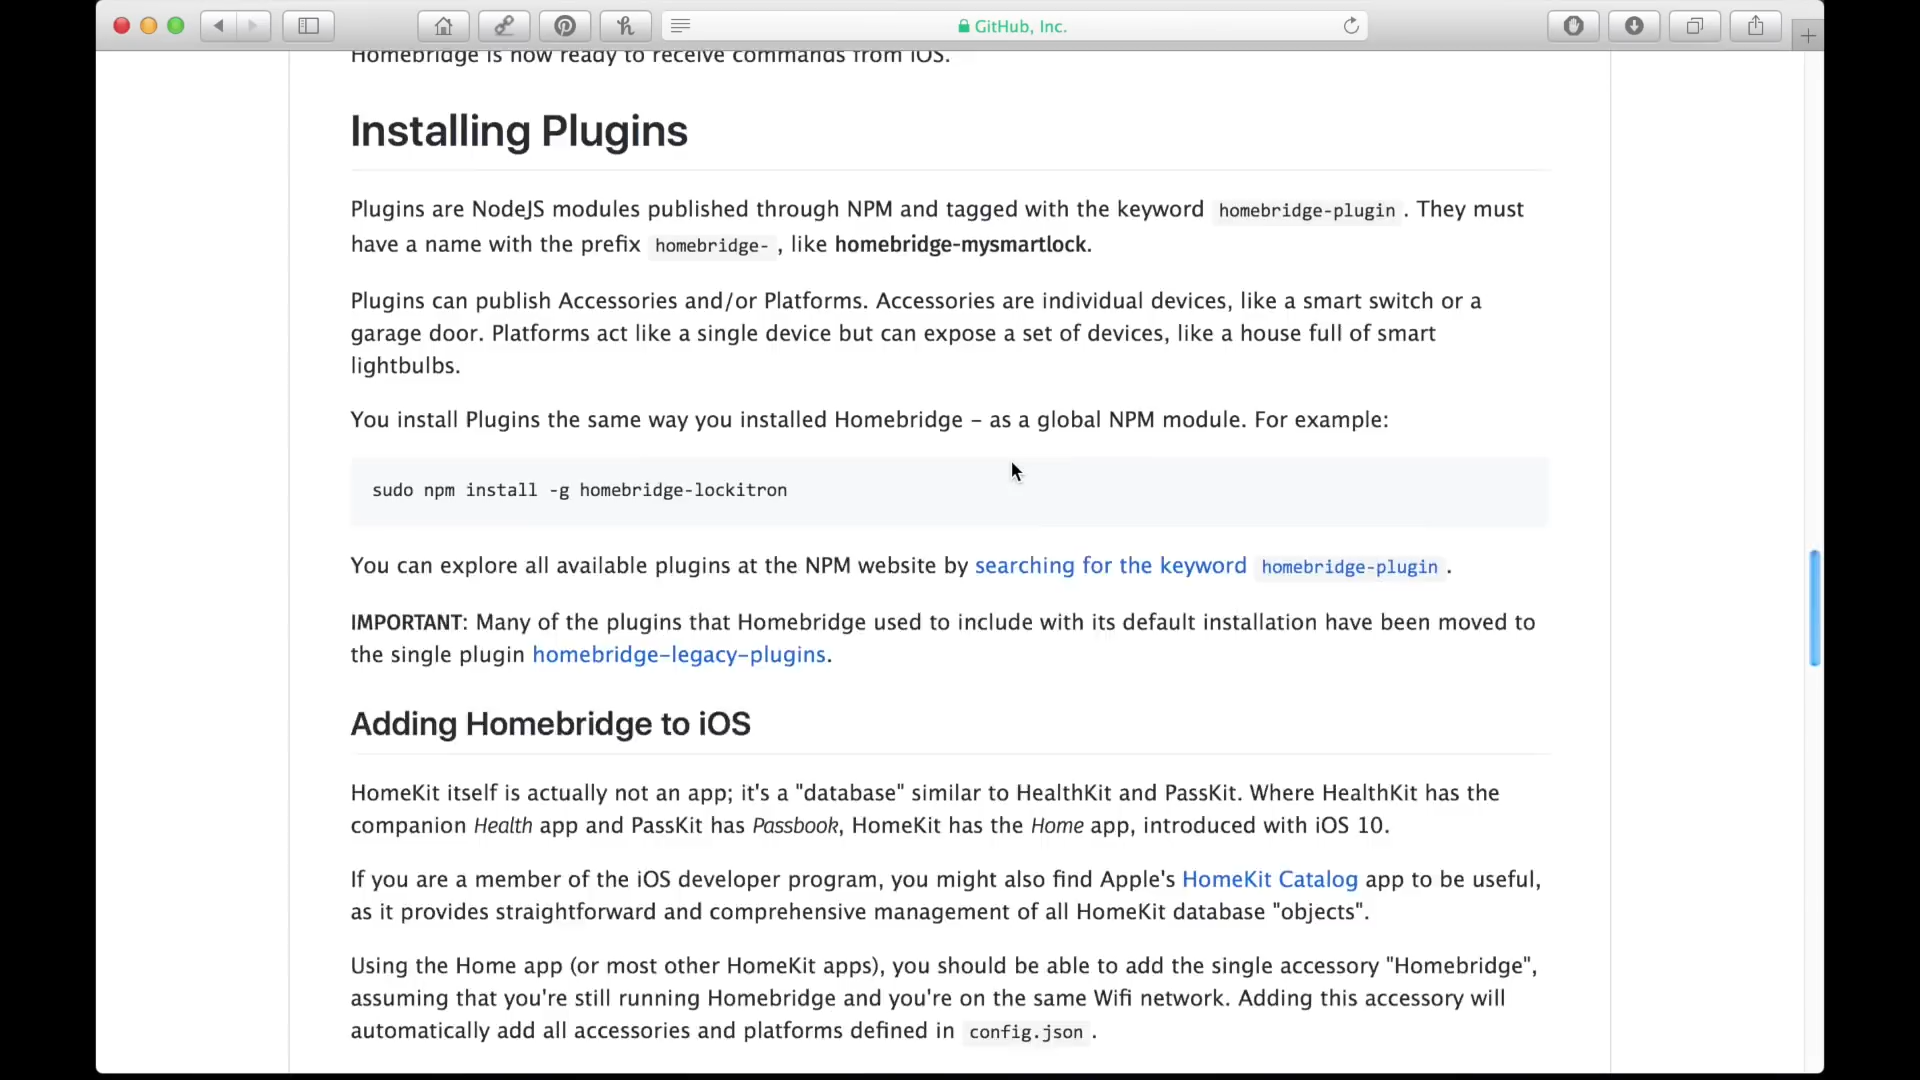 GitHub, Inc.
Homebridge is now ready to receive commands from iOS.
Installing Plugins
Plugins are NodeJS modules published through NPM and tagged with the keyword homebridge-plugin . They must
have a name with the prefix homebridge- , like homebridge-mysmartlock.
Plugins can publish Accessories and/or Platforms. Accessories are individual devices, like a smart switch or a
garage door. Platforms act like a single device but can expose a set of devices, like a house full of smart
lightbulbs.
You install Plugins the same way you installed Homebridge – as a global NPM module. For example:
sudo npm install -g homebridge-lockitron
You can explore all available plugins at the NPM website by searching for the keyword homebridge-plugin .
IMPORTANT: Many of the plugins that Homebridge used to include with its default installation have been moved to
the single plugin homebridge-legacy-plugins.
Adding Homebridge to iOS
HomeKit itself is actually not an app; it's a "database" similar to HealthKit and PassKit. Where HealthKit has the
companion Health app and PassKit has Passbook, HomeKit has the Home app, introduced with iOS 10.
If you are a member of the iOS developer program, you might also find Apple's HomeKit Catalog app to be useful,
as it provides straightforward and comprehensive management of all HomeKit database "objects".
Using the Home app (or most other HomeKit apps), you should be able to add the single accessory "Homebridge",
assuming that you're still running Homebridge and you're on the same Wifi network. Adding this accessory will
automatically add all accessories and platforms defined in config.json .